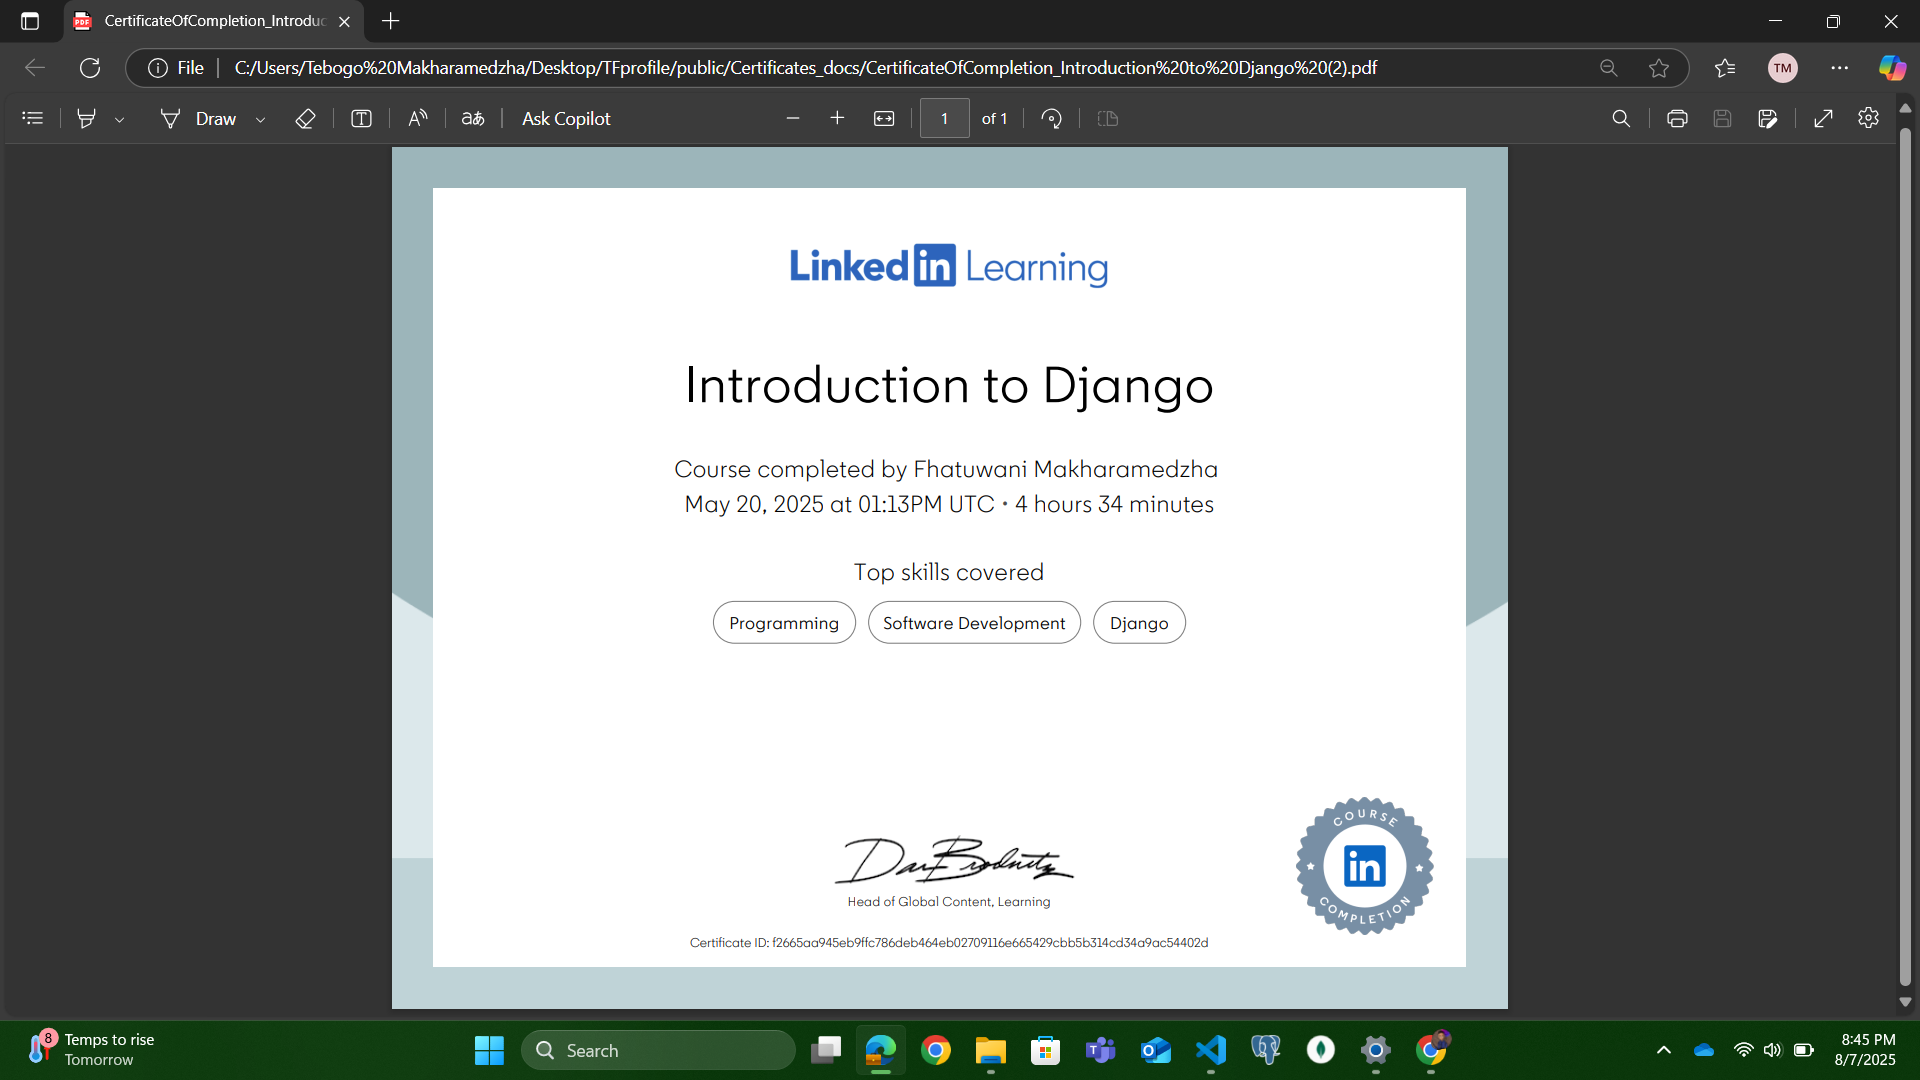 CertificateOfCompletion_Introduc
File
C:/Users/Tebogo%20Makharamedzha/Desktop/TFprofile/public/Certificates_docs/CertificateOfCompletion_Introduction%20to%20Django%20(2).pdf
TM
Draw
Ask Copilot
1
of 1
Linked in Learning
Introduction to Django
Course completed by Fhatuwani Makharamedzha
May 20, 2025 at 01:13PM UTC • 4 hours 34 minutes
Top skills covered
Programming
Software Development
Django
Head of Global Content, Learning
Certificate ID: f2665aa945eb9ffc786deb464eb02709116e665429cbb5b314cd34a9ac54402d
COURSE
in
COMPLETION
8
Temps to rise
Tomorrow
Search
8:45 PM
8/7/2025